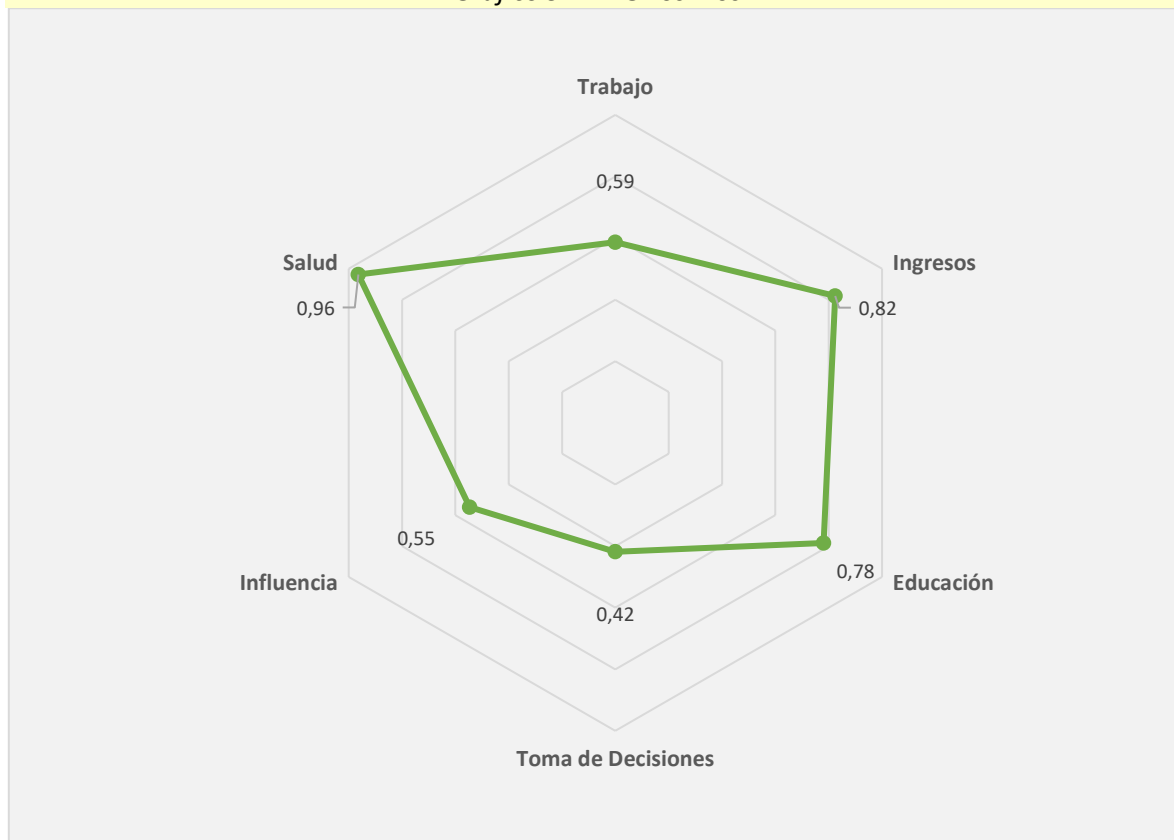 Trabajo
0,59
Salud
Ingresos
0,96
0,82
0,55
0,78
Influencia
Educación
0,42
Toma de Decisiones